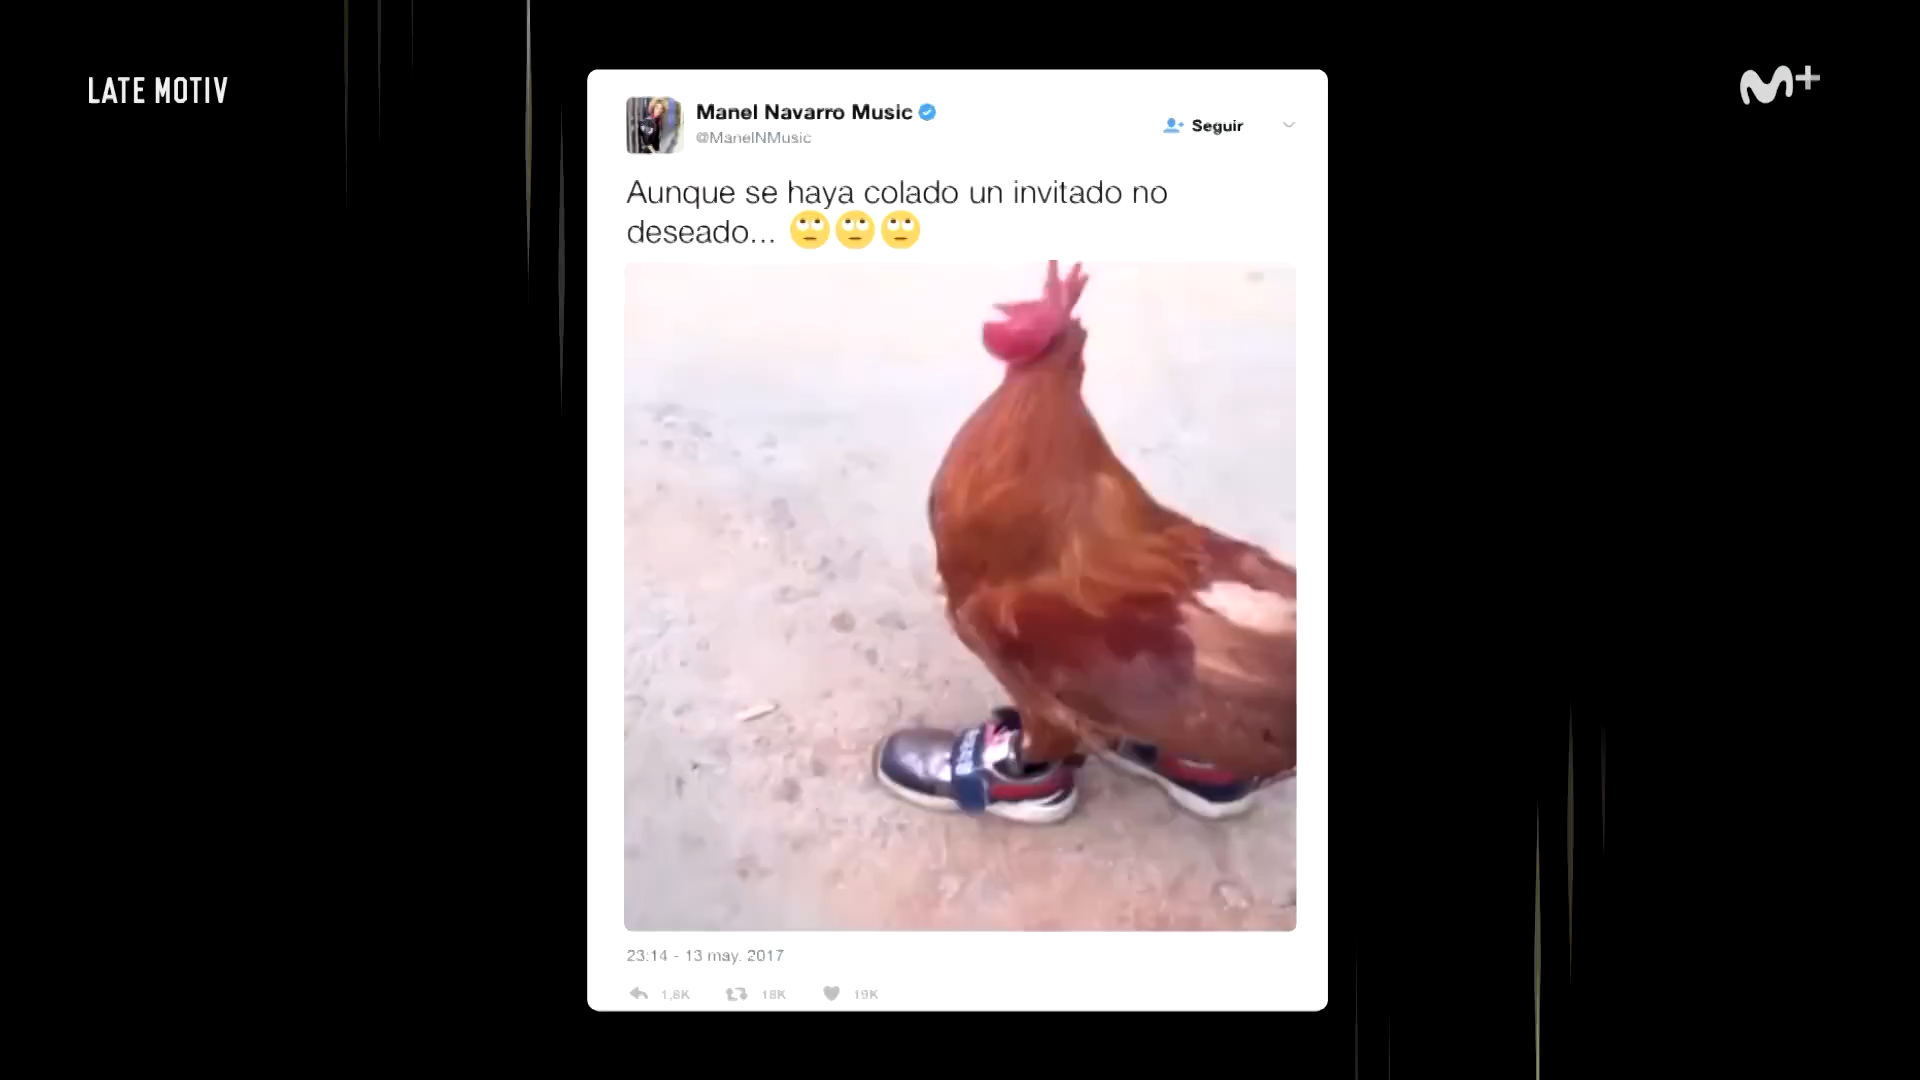 LATE MOTIV
M+
Manel Navarro Music
@ManelNMusic
Seguir
Aunque se haya colado un invitado no
deseado... 🙄🙄🙄
23:14 - 13 may. 2017
1,8K 18K 19K